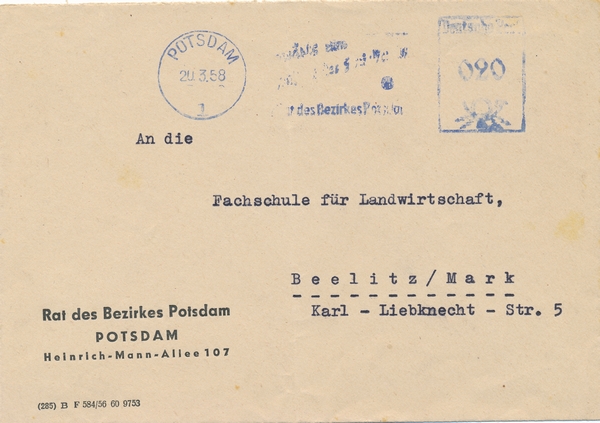 POTSDAM
20.3.58
1
Rat des Bezirkes Potsdam
Deutsche Post
020
An die
Fachschule für Landwirtschaft,
Beelitz/Mark
Karl - Liebknecht - Str. 5
Rat des Bezirkes Potsdam
POTSDAM
Heinrich-Mann-Allee 107
(285) B F 584/56 60 9753